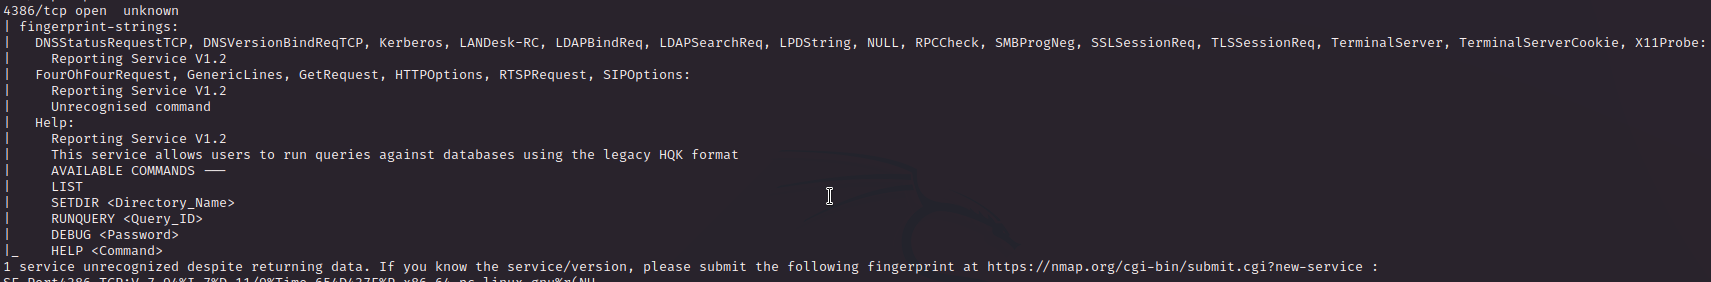 4386/tcp open  unknown
| fingerprint-strings:
|   DNSStatusRequestTCP, DNSVersionBindReqTCP, Kerberos, LANDesk-RC, LDAPBindReq, LDAPSearchReq, LPDString, NULL, RPCCheck, SMBProgNeg, SSLSessionReq, TLSSessionReq, TerminalServer, TerminalServerCookie, X11Probe:
|     Reporting Service V1.2
|   FourOhFourRequest, GenericLines, GetRequest, HTTPOptions, RTSPRequest, SIPOptions:
|     Reporting Service V1.2
|     Unrecognised command
|   Help:
|     Reporting Service V1.2
|     This service allows users to run queries against databases using the legacy HQK format
|     AVAILABLE COMMANDS ---
|     LIST
|     SETDIR <Directory_Name>
|     RUNQUERY <Query_ID>
|     DEBUG <Password>
|_    HELP <Command>
1 service unrecognized despite returning data. If you know the service/version, please submit the following fingerprint at https://nmap.org/cgi-bin/submit.cgi?new-service :